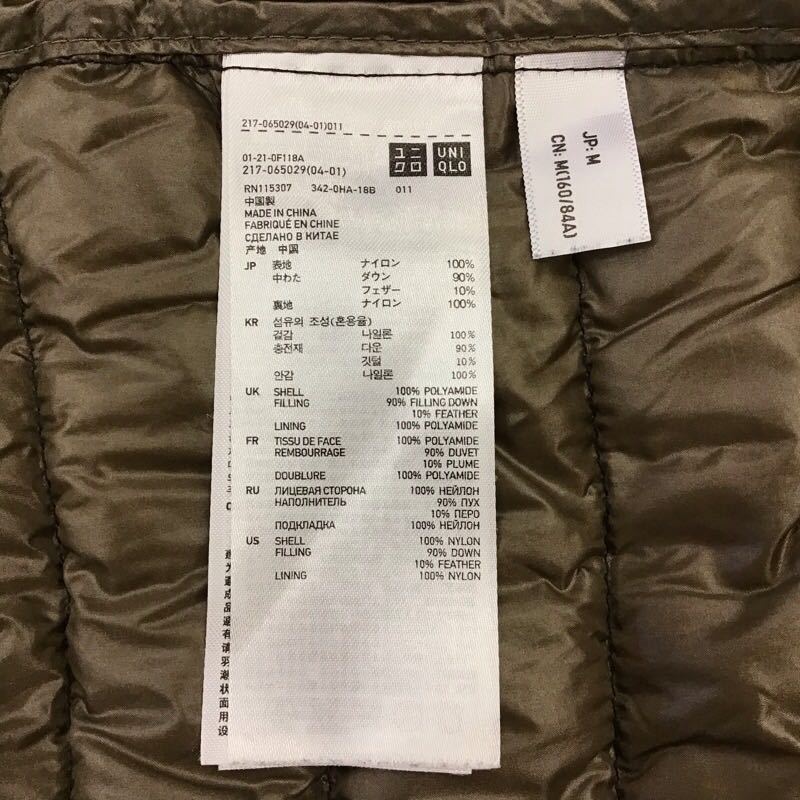 217-065029(04-01)011
01-21-0F118A
217-065029(04-01)
ユニ
クロ
UNI
QLO
RN115307 342-0HA-18B 011
中国製
MADE IN CHINA
FABRIQUÉ EN CHINE
СДЕЛАНО В КИТАЕ
产地 中国
JP 表地 ナイロン 100%
中わた ダウン 90%
フェザー 10%
裏地 ナイロン 100%
KR 섬유의 조성(혼용율)
겉감 나일론 100%
충전재 다운 90%
깃털 10%
안감 나일론 100%
UK SHELL 100% POLYAMIDE
FILLING 90% FILLING DOWN
10% FEATHER
LINING 100% POLYAMIDE
FR TISSU DE FACE 100% POLYAMIDE
REMBOURRAGE 90% DUVET
10% PLUME
DOUBLURE 100% POLYAMIDE
RU ЛИЦЕВАЯ СТОРОНА 100% НЕЙЛОН
НАПОЛНИТЕЛЬ 90% ПУХ
10% ПЕРО
ПОДКЛАДКА 100% НЕЙЛОН
US SHELL 100% NYLON
FILLING 90% DOWN
10% FEATHER
LINING 100% NYLON
JP: M
CN: M(160/84A)